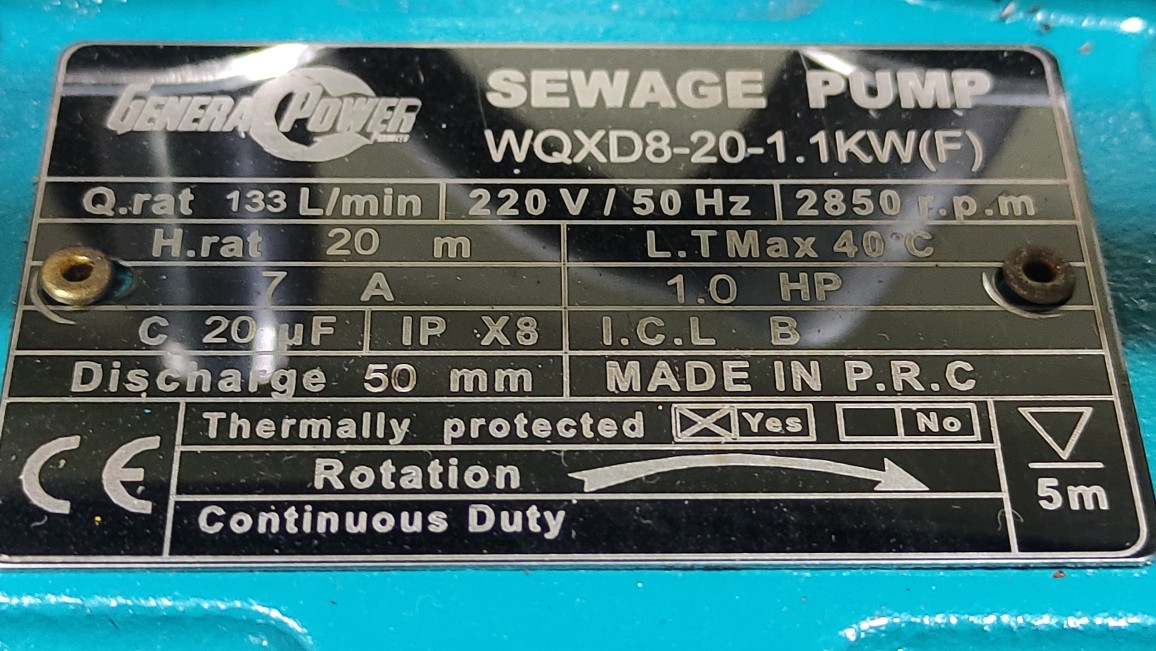 GENERAL POWER
SEWAGE PUMP
WQXD8-20-1.1KW(F)
Q.rat 133 L/min 220 V / 50 Hz 2850 r.p.m
H.rat 20 m L.T Max 40°C
7 A 1.0 HP
C 20 µF IP X8 I.C.L B
Discharge 50 mm MADE IN P.R.C
CE
Thermally protected Yes No
Rotation
Continuous Duty
5m